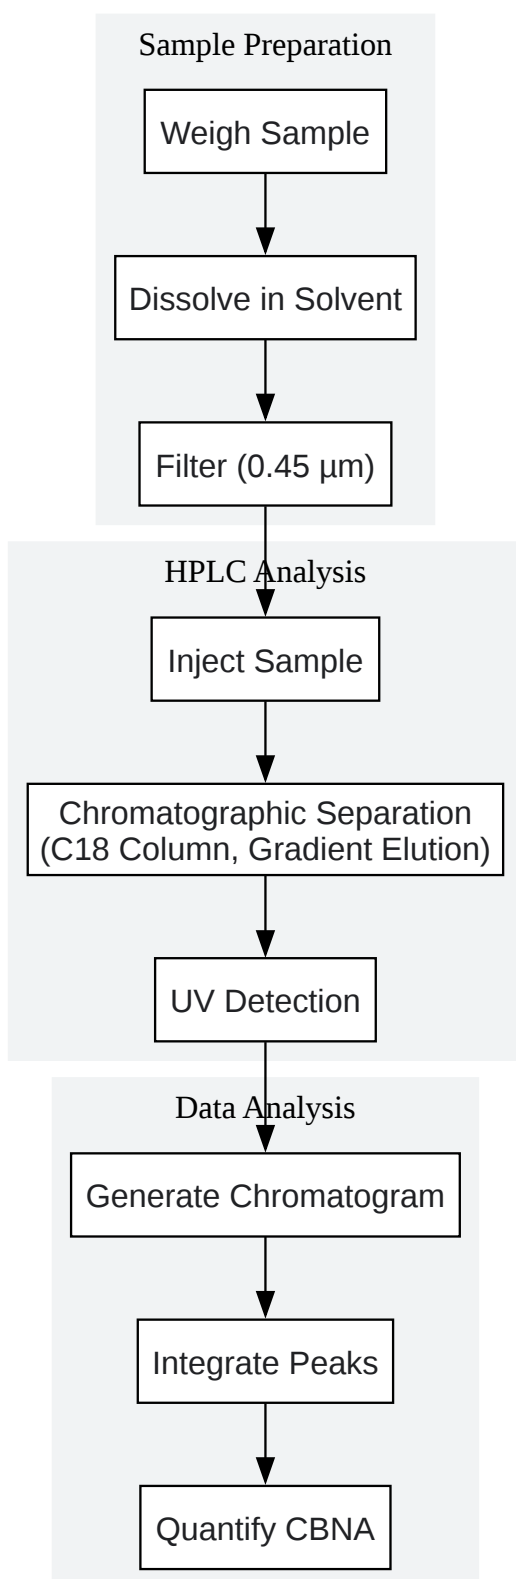 Sample Preparation
Weigh Sample
Dissolve in Solvent
Filter (0.45 µm)
HPLC Analysis
Inject Sample
Chromatographic Separation
(C18 Column, Gradient Elution)
UV Detection
Data Analysis
Generate Chromatogram
Integrate Peaks
Quantify CBNA